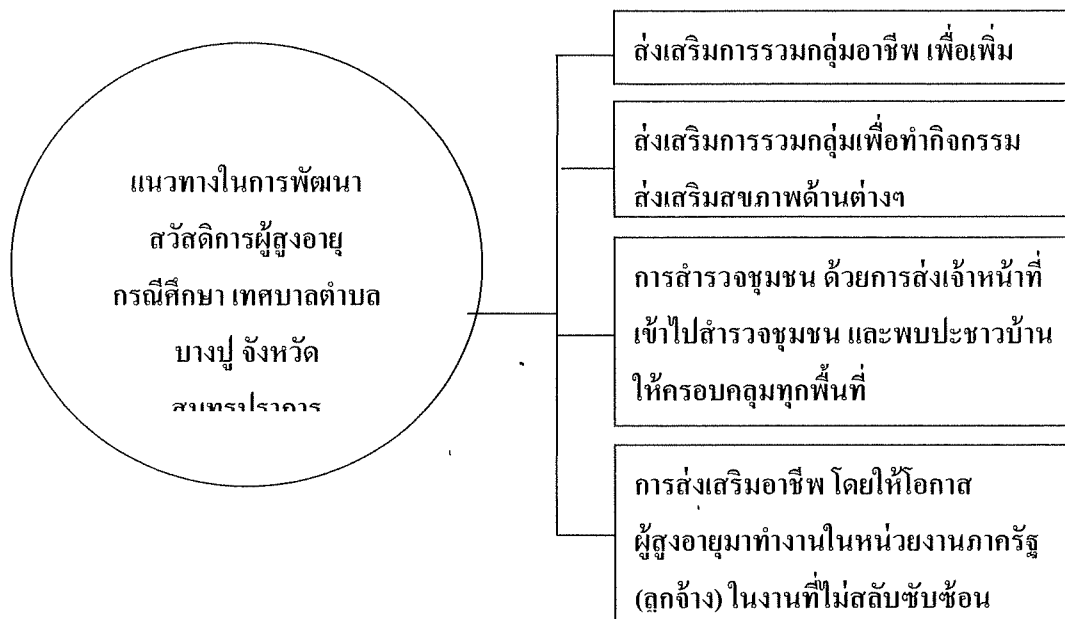 แนวทางในการพัฒนา
สวัสดิการผู้สูงอายุ
กรณีศึกษา เทศบาลตำบล
บางปู จังหวัด
สมุทรปราการ
ส่งเสริมการรวมกลุ่มอาชีพ เพื่อเพิ่ม
ส่งเสริมการรวมกลุ่มเพื่อทำกิจกรรม
ส่งเสริมสุขภาพด้านต่างๆ
การสำรวจชุมชน ด้วยการส่งเจ้าหน้าที่
เข้าไปสำรวจชุมชน และพบปะชาวบ้าน
ให้ครอบคลุมทุกพื้นที่
การส่งเสริมอาชีพ โดยให้โอกาส
ผู้สูงอายุมาทำงานในหน่วยงานภาครัฐ
(ลูกจ้าง) ในงานที่ไม่สลับซับซ้อน